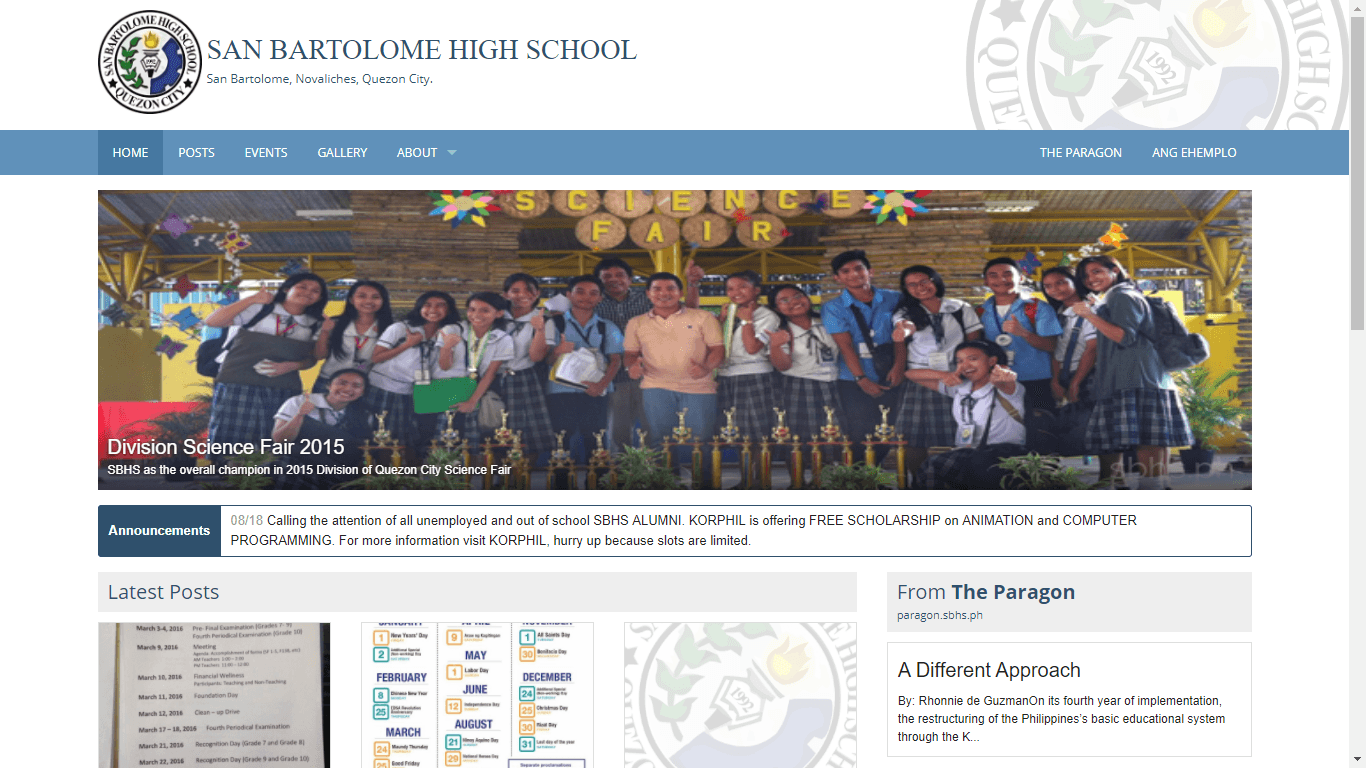 SAN BARTOLOME HIGH SCHOOL
QUEZON CITY
SAN BARTOLOME HIGH SCHOOL
San Bartolome, Novaliches, Quezon City.
1992
HOME POSTS EVENTS GALLERY ABOUT THE PARAGON ANG EHEMPLO
SCIENCE
FAIR
Division Science Fair 2015
SBHS as the overall champion in 2015 Division of Quezon City Science Fair
Announcements
08/18 Calling the attention of all unemployed and out of school SBHS ALUMNI. KORPHIL is offering FREE SCHOLARSHIP on ANIMATION and COMPUTER
PROGRAMMING. For more information visit KORPHIL, hurry up because slots are limited.
Latest Posts
March 3-4, 2016 Pre- Final Examination (Grades 7- 9)
Fourth Periodical Examination (Grade 10)
March 9, 2016 Meeting
March 10, 2016 Financial Wellness
Participants: Teaching and Non-Teaching
March 11, 2016 Foundation Day
March 12, 2016 Clean – up Drive
March 17 – 18, 2016 Fourth Periodical Examination
March 21, 2016 Recognition Day (Grade 7 and Grade 8)
March 22, 2016 Recognition Day (Grade 9 and Grade 10)
JANUARY
1 New Years' Day
2
FEBRUARY
8 Chinese New Year
25
MARCH
24 Maundy Thursday
25 Good Friday
APRIL
9 Araw ng Kagitingan
MAY
1 Labor Day
JUNE
12 Independence Day
AUGUST
21 Ninoy Aquino Day
29 National Heroes Day
NOVEMBER
1 All Saints Day
30 Bonifacio Day
DECEMBER
24
25 Christmas Day
30 Rizal Day
31 Last day of the year
1992
From The Paragon
paragon.sbhs.ph
A Different Approach
By: Rhonnie de GuzmanOn its fourth year of implementation,
the restructuring of the Philippines's basic educational system
through the K...